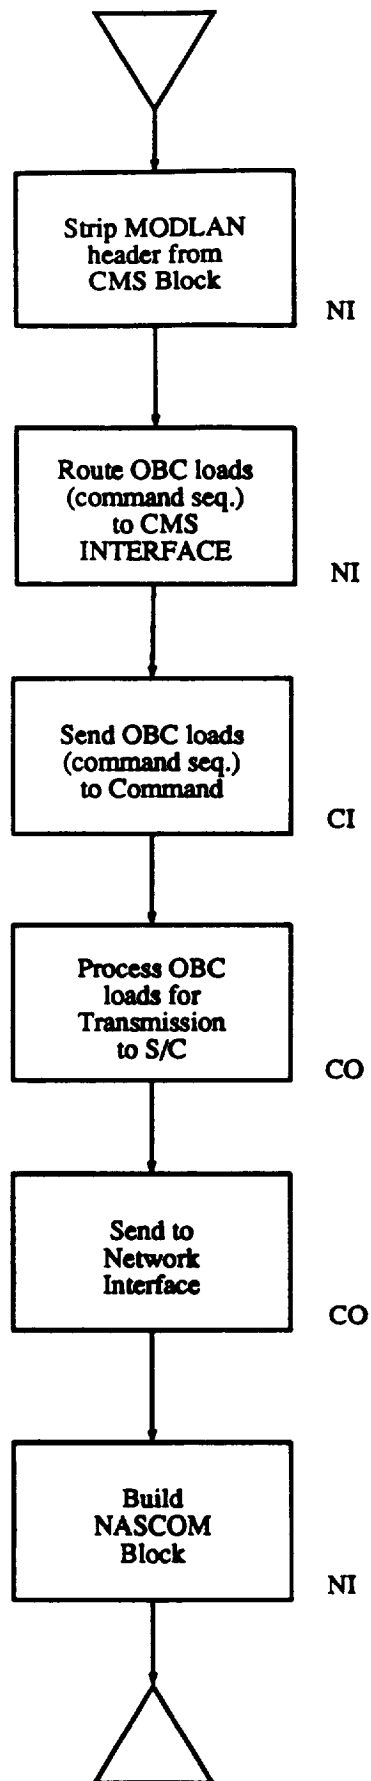 Strip MODLAN
header from
CMS Block
NI
Route OBC loads
(command seq.)
to CMS
INTERFACE
NI
Send OBC loads
(command seq.)
to Command
CI
Process OBC
loads for
Transmission
to S/C
CO
Send to
Network
Interface
CO
Build
NASCOM
Block
NI